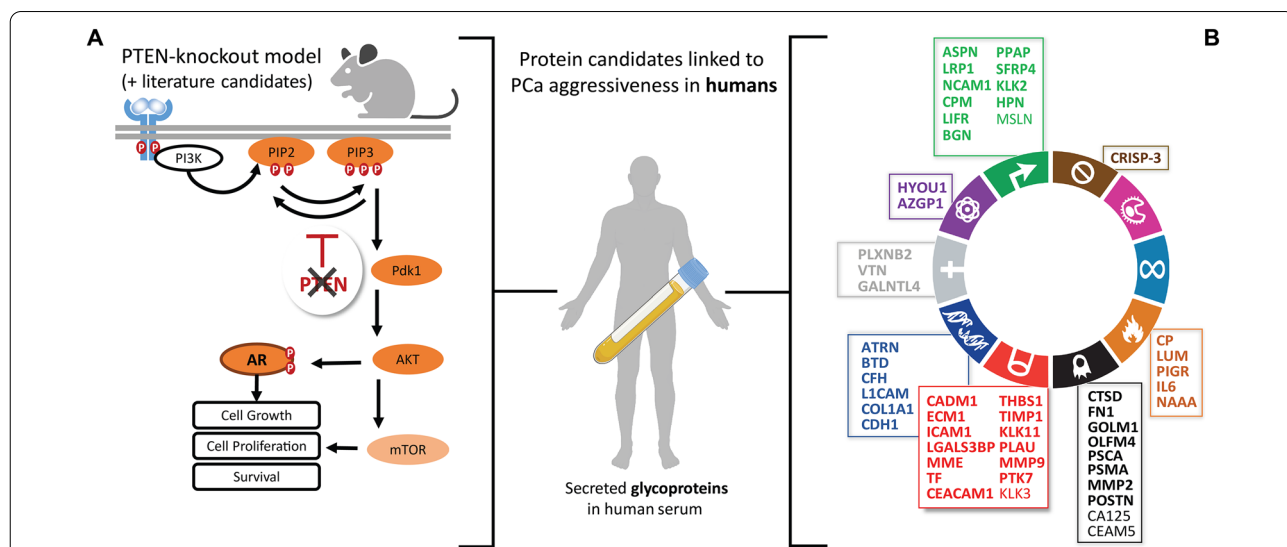 A
PTEN-knockout model
(+ literature candidates)
P P
PI3K
PIP2
P P
PIP3
P P P
PTEN
Pdk1
AR
P
P
AKT
Cell Growth
Cell Proliferation
Survival
mTOR
Protein candidates linked to
PCa aggressiveness in humans
Secreted glycoproteins
in human serum
B
ASPN PPAP
LRP1 SFRP4
NCAM1 KLK2
CPM HPN
LIFR MSLN
BGN
CRISP-3
HYOU1
AZGP1
PLXNB2
VTN
GALNTL4
ATRN
BTD
CFH
L1CAM
COL1A1
CDH1
CADM1 THBS1
ECM1 TIMP1
ICAM1 KLK11
LGALS3BP PLAU
MME MMP9
TF PTK7
CEACAM1 KLK3
CTSD
FN1
GOLM1
OLFM4
PSCA
PSMA
MMP2
POSTN
CA125
CEAM5
CP
LUM
PIGR
IL6
NAAA